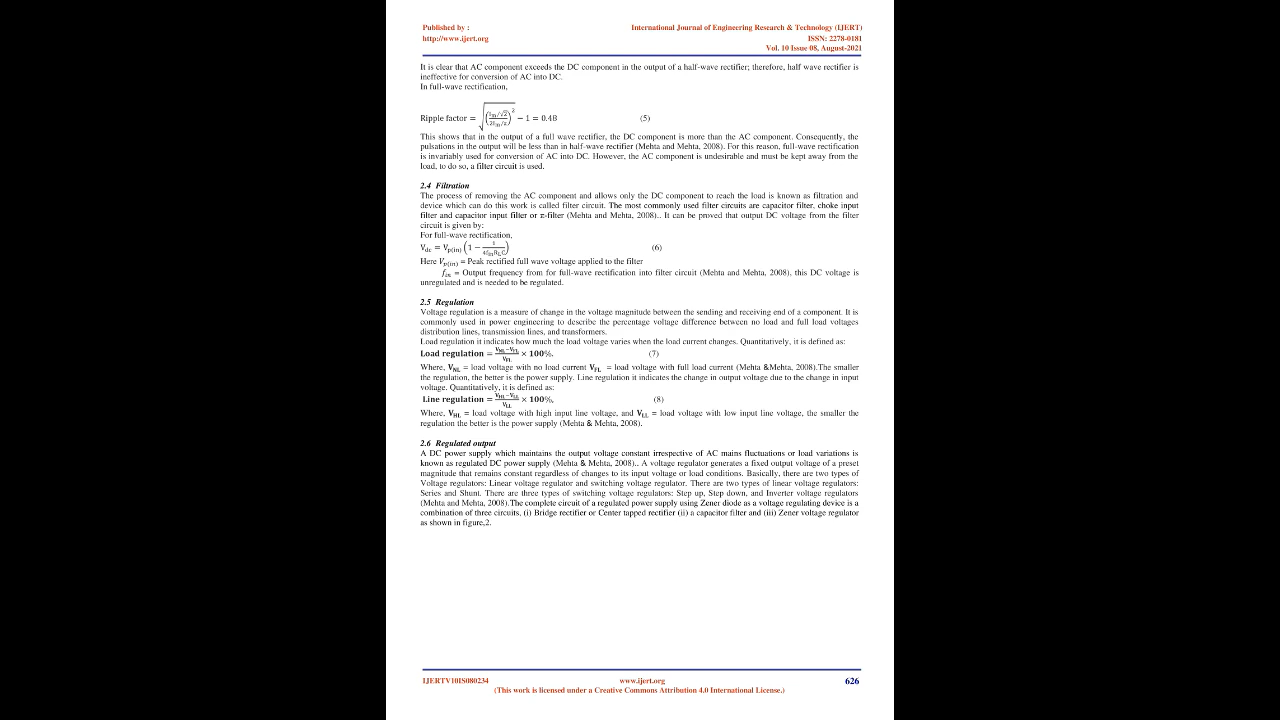 Published by :
International Journal of Engineering Research & Technology (IJERT)
http://www.ijert.org
ISSN: 2278-0181
Vol. 10 Issue 08, August-2021
It is clear that AC component exceeds the DC component in the output of a half-wave rectifier; therefore, half wave rectifier is
ineffective for conversion of AC into DC.
In full-wave rectification,
Ripple factor = √((Im/√2)/(2Im/π))² − 1 = 0.48 (5)
This shows that in the output of a full wave rectifier, the DC component is more than the AC component. Consequently, the
pulsations in the output will be less than in half-wave rectifier (Mehta and Mehta, 2008). For this reason, full-wave rectification
is invariably used for conversion of AC into DC. However, the AC component is undesirable and must be kept away from the
load, to do so, a filter circuit is used.
2.4 Filtration
The process of removing the AC component and allows only the DC component to reach the load is known as filtration and
device which can do this work is called filter circuit. The most commonly used filter circuits are capacitor filter, choke input
filter and capacitor input filter or π-filter (Mehta and Mehta, 2008).. It can be proved that output DC voltage from the filter
circuit is given by:
For full-wave rectification,
Vdc = Vp(in) (1 − 1/(4finRLC)) (6)
Here Vp(in) = Peak rectified full wave voltage applied to the filter
fin = Output frequency from for full-wave rectification into filter circuit (Mehta and Mehta, 2008), this DC voltage is
unregulated and is needed to be regulated.
2.5 Regulation
Voltage regulation is a measure of change in the voltage magnitude between the sending and receiving end of a component. It is
commonly used in power engineering to describe the percentage voltage difference between no load and full load voltages
distribution lines, transmission lines, and transformers.
Load regulation it indicates how much the load voltage varies when the load current changes. Quantitatively, it is defined as:
Load regulation = (VNL−VFL)/VFL × 100%. (7)
Where, VNL = load voltage with no load current VFL = load voltage with full load current (Mehta &Mehta, 2008).The smaller
the regulation, the better is the power supply. Line regulation it indicates the change in output voltage due to the change in input
voltage. Quantitatively, it is defined as:
Line regulation = (VHL−VLL)/VLL × 100%, (8)
Where, VHL = load voltage with high input line voltage, and VLL = load voltage with low input line voltage, the smaller the
regulation the better is the power supply (Mehta & Mehta, 2008).
2.6 Regulated output
A DC power supply which maintains the output voltage constant irrespective of AC mains fluctuations or load variations is
known as regulated DC power supply (Mehta & Mehta, 2008).. A voltage regulator generates a fixed output voltage of a preset
magnitude that remains constant regardless of changes to its input voltage or load conditions. Basically, there are two types of
Voltage regulators: Linear voltage regulator and switching voltage regulator. There are two types of linear voltage regulators:
Series and Shunt. There are three types of switching voltage regulators: Step up, Step down, and Inverter voltage regulators
(Mehta and Mehta, 2008).The complete circuit of a regulated power supply using Zener diode as a voltage regulating device is a
combination of three circuits, (i) Bridge rectifier or Center tapped rectifier (ii) a capacitor filter and (iii) Zener voltage regulator
as shown in figure,2.
IJERTV10IS080234
www.ijert.org
626
(This work is licensed under a Creative Commons Attribution 4.0 International License.)